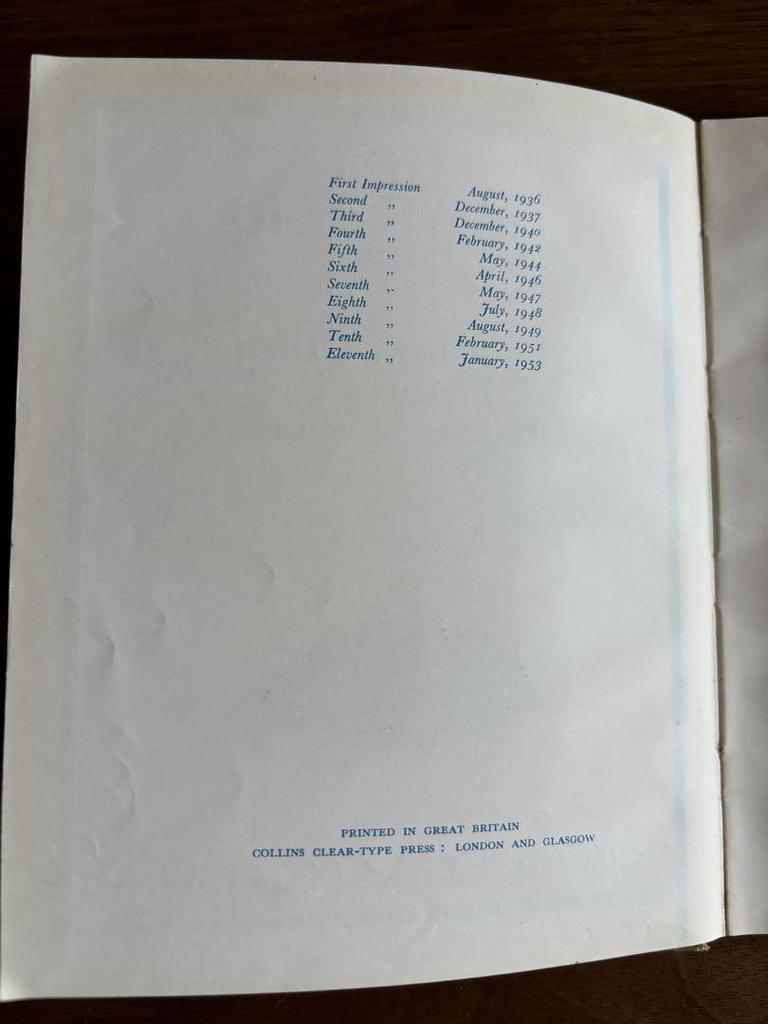 First Impression August, 1936
Second ,, December, 1937
Third ,, December, 1940
Fourth ,, February, 1942
Fifth ,, May, 1944
Sixth ,, April, 1946
Seventh ,, May, 1947
Eighth ,, July, 1948
Ninth ,, August, 1949
Tenth ,, February, 1951
Eleventh ,, January, 1953
PRINTED IN GREAT BRITAIN
COLLINS CLEAR-TYPE PRESS : LONDON AND GLASGOW